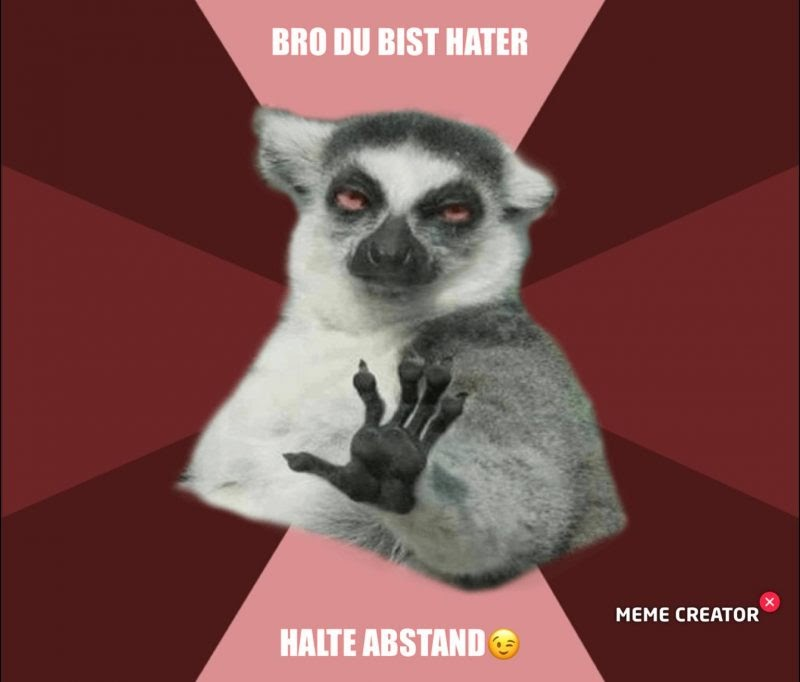 BRO DU BIST HATER
MEME CREATOR
HALTE ABSTAND😉